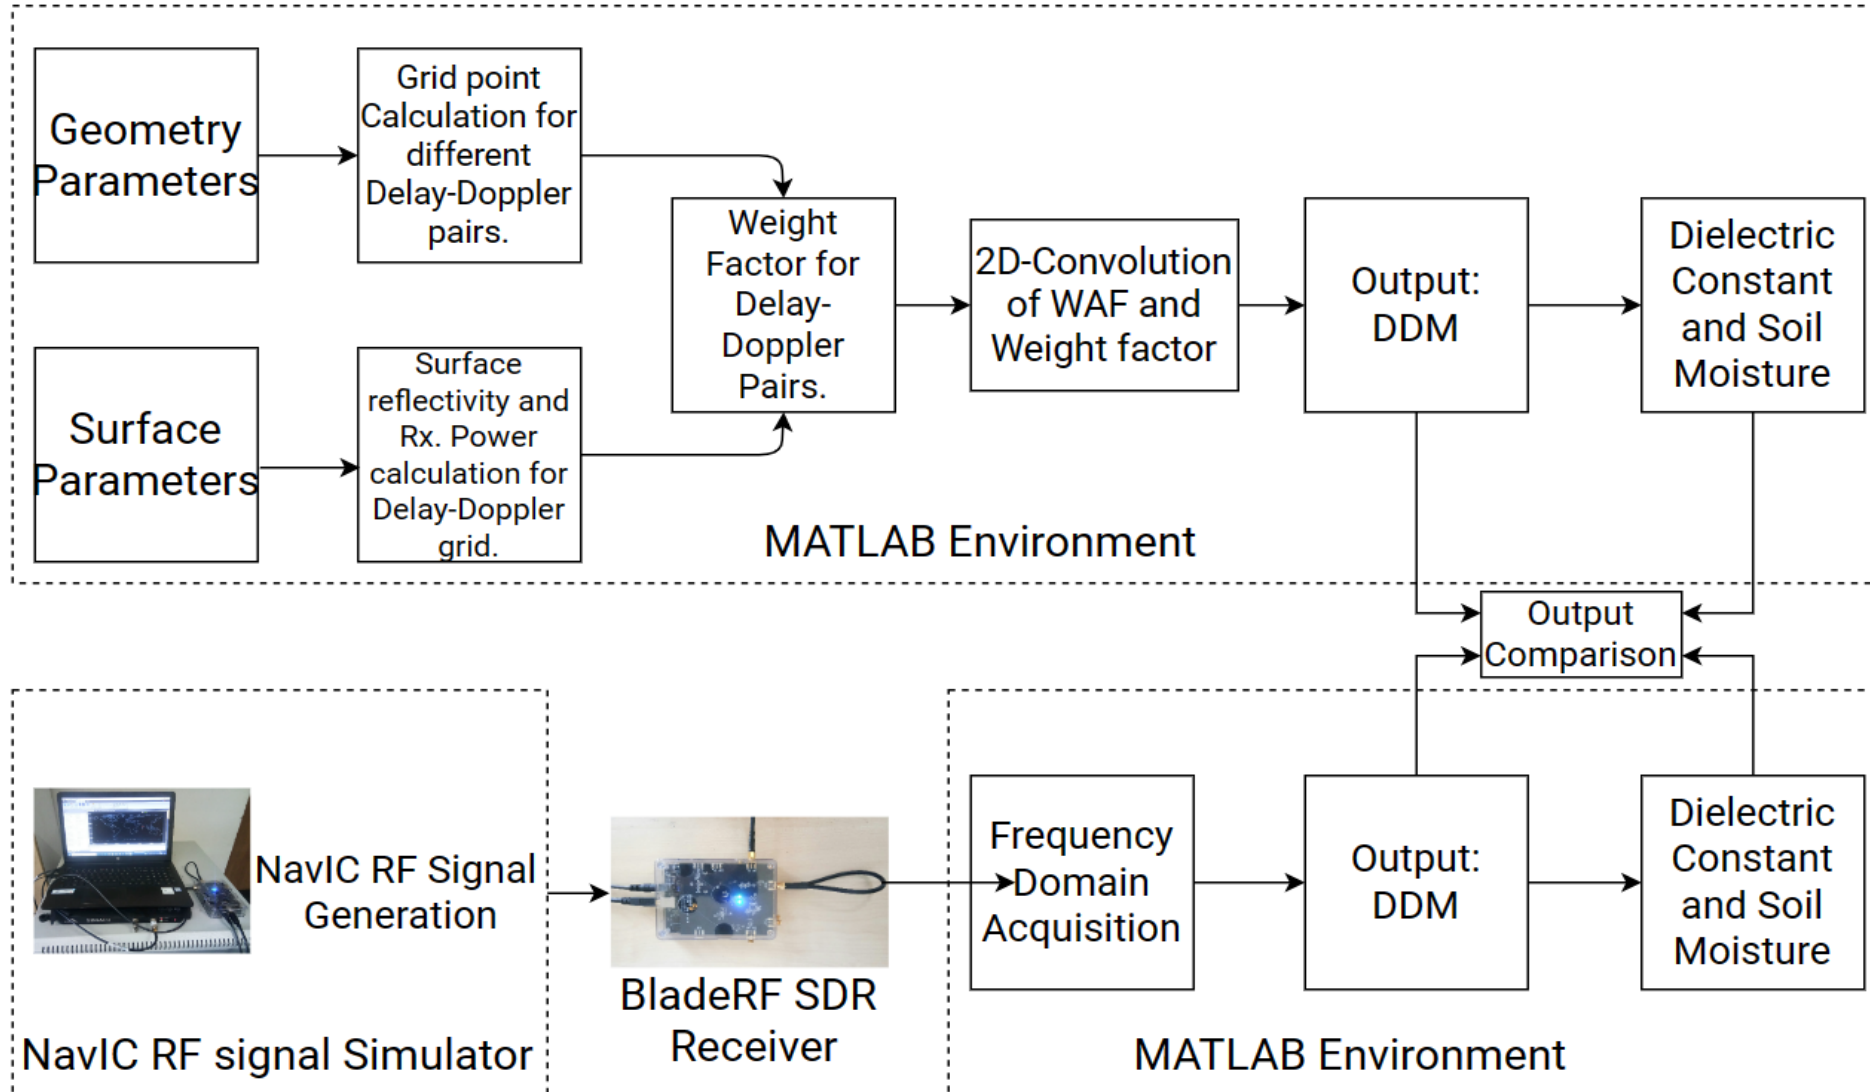 Geometry
Parameters
Grid point
Calculation for
different
Delay-Doppler
pairs.
Surface
Parameters
Surface
reflectivity and
Rx. Power
calculation for
Delay-Doppler
grid.
Weight
Factor for
Delay-
Doppler
Pairs.
2D-Convolution
of WAF and
Weight factor
Output:
DDM
Dielectric
Constant
and Soil
Moisture
MATLAB Environment
Output
Comparison
NavIC RF Signal
Generation
NavIC RF signal Simulator
BladeRF SDR
Receiver
Frequency
Domain
Acquisition
Output:
DDM
Dielectric
Constant
and Soil
Moisture
MATLAB Environment